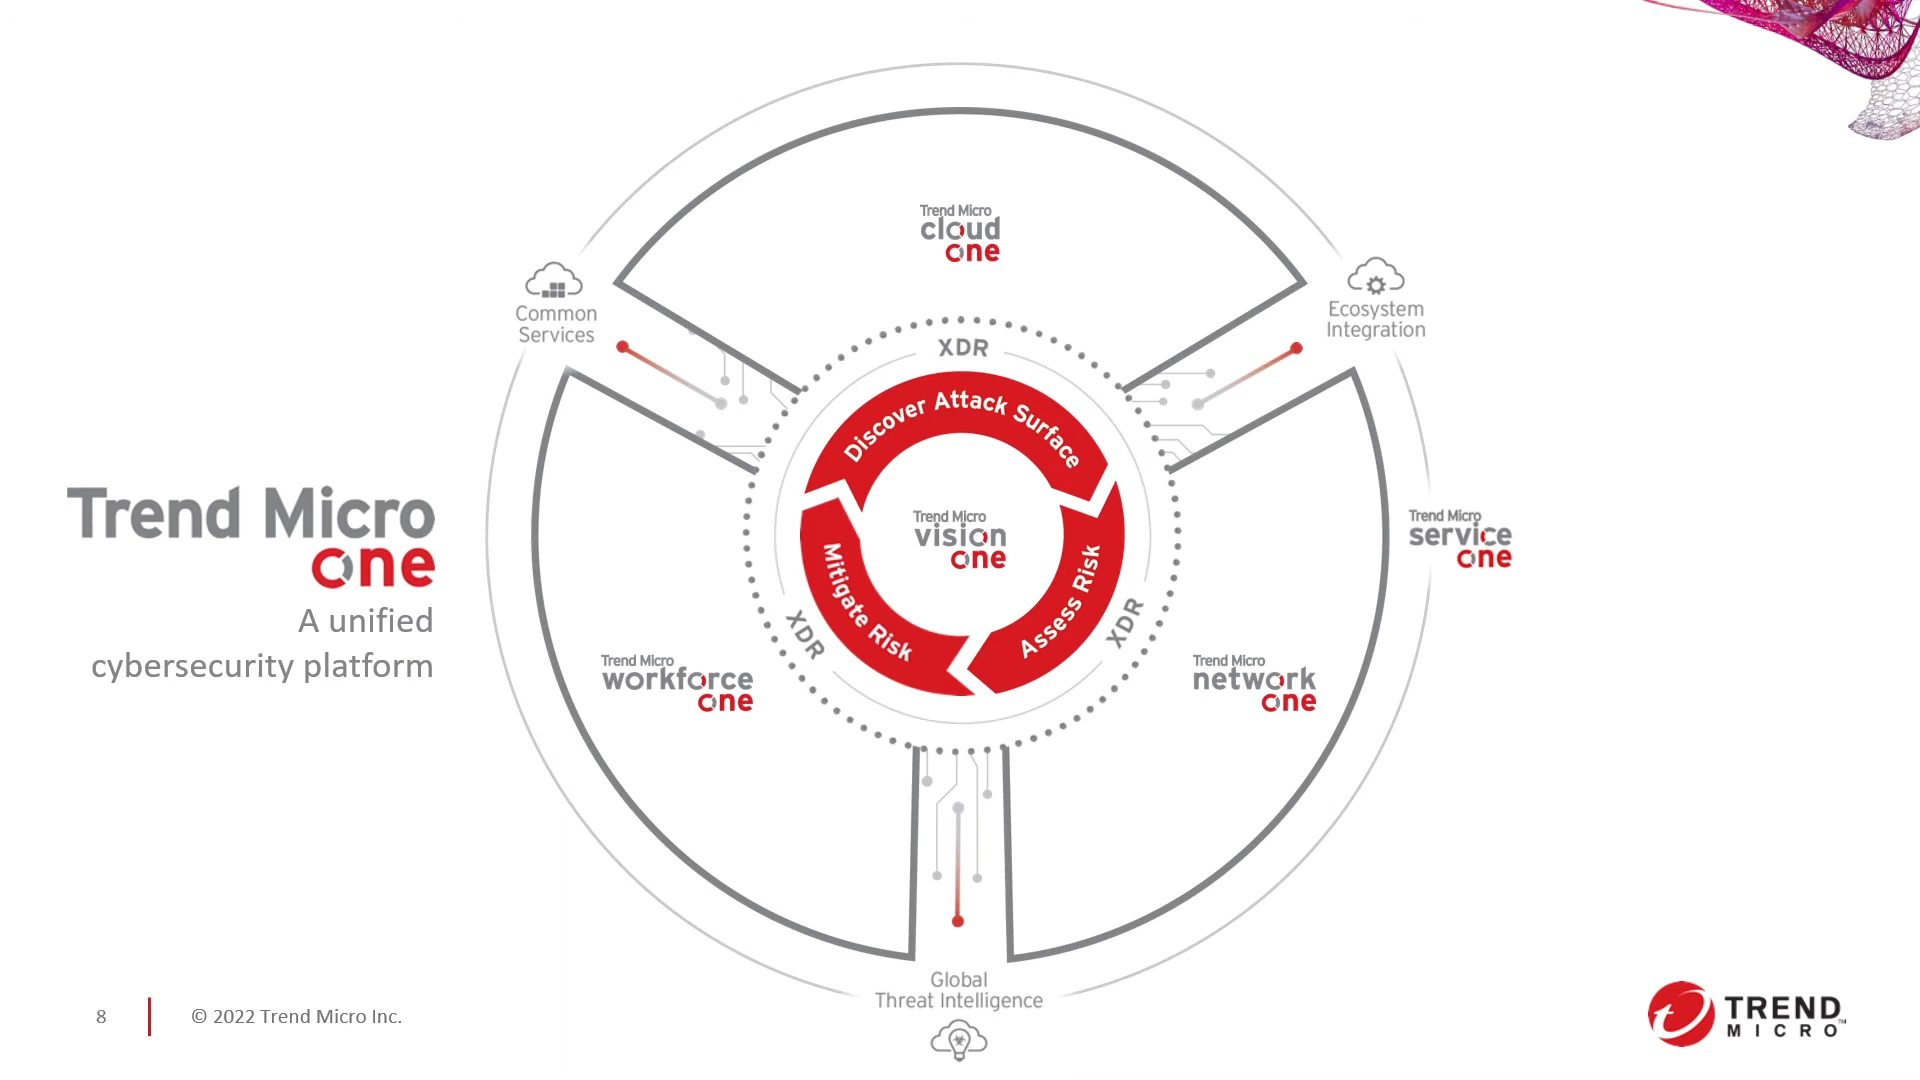 Trend Micro
one
A unified
cybersecurity platform
Trend Micro
cloud
one
Common
Services
Ecosystem
Integration
XDR
Discover Attack Surface
Assess Risk
Mitigate Risk
Trend Micro
vision
one
XDR
XDR
Trend Micro
service
one
Trend Micro
workforce
one
Trend Micro
network
one
Global
Threat Intelligence
8
© 2022 Trend Micro Inc.
TREND
MICRO™